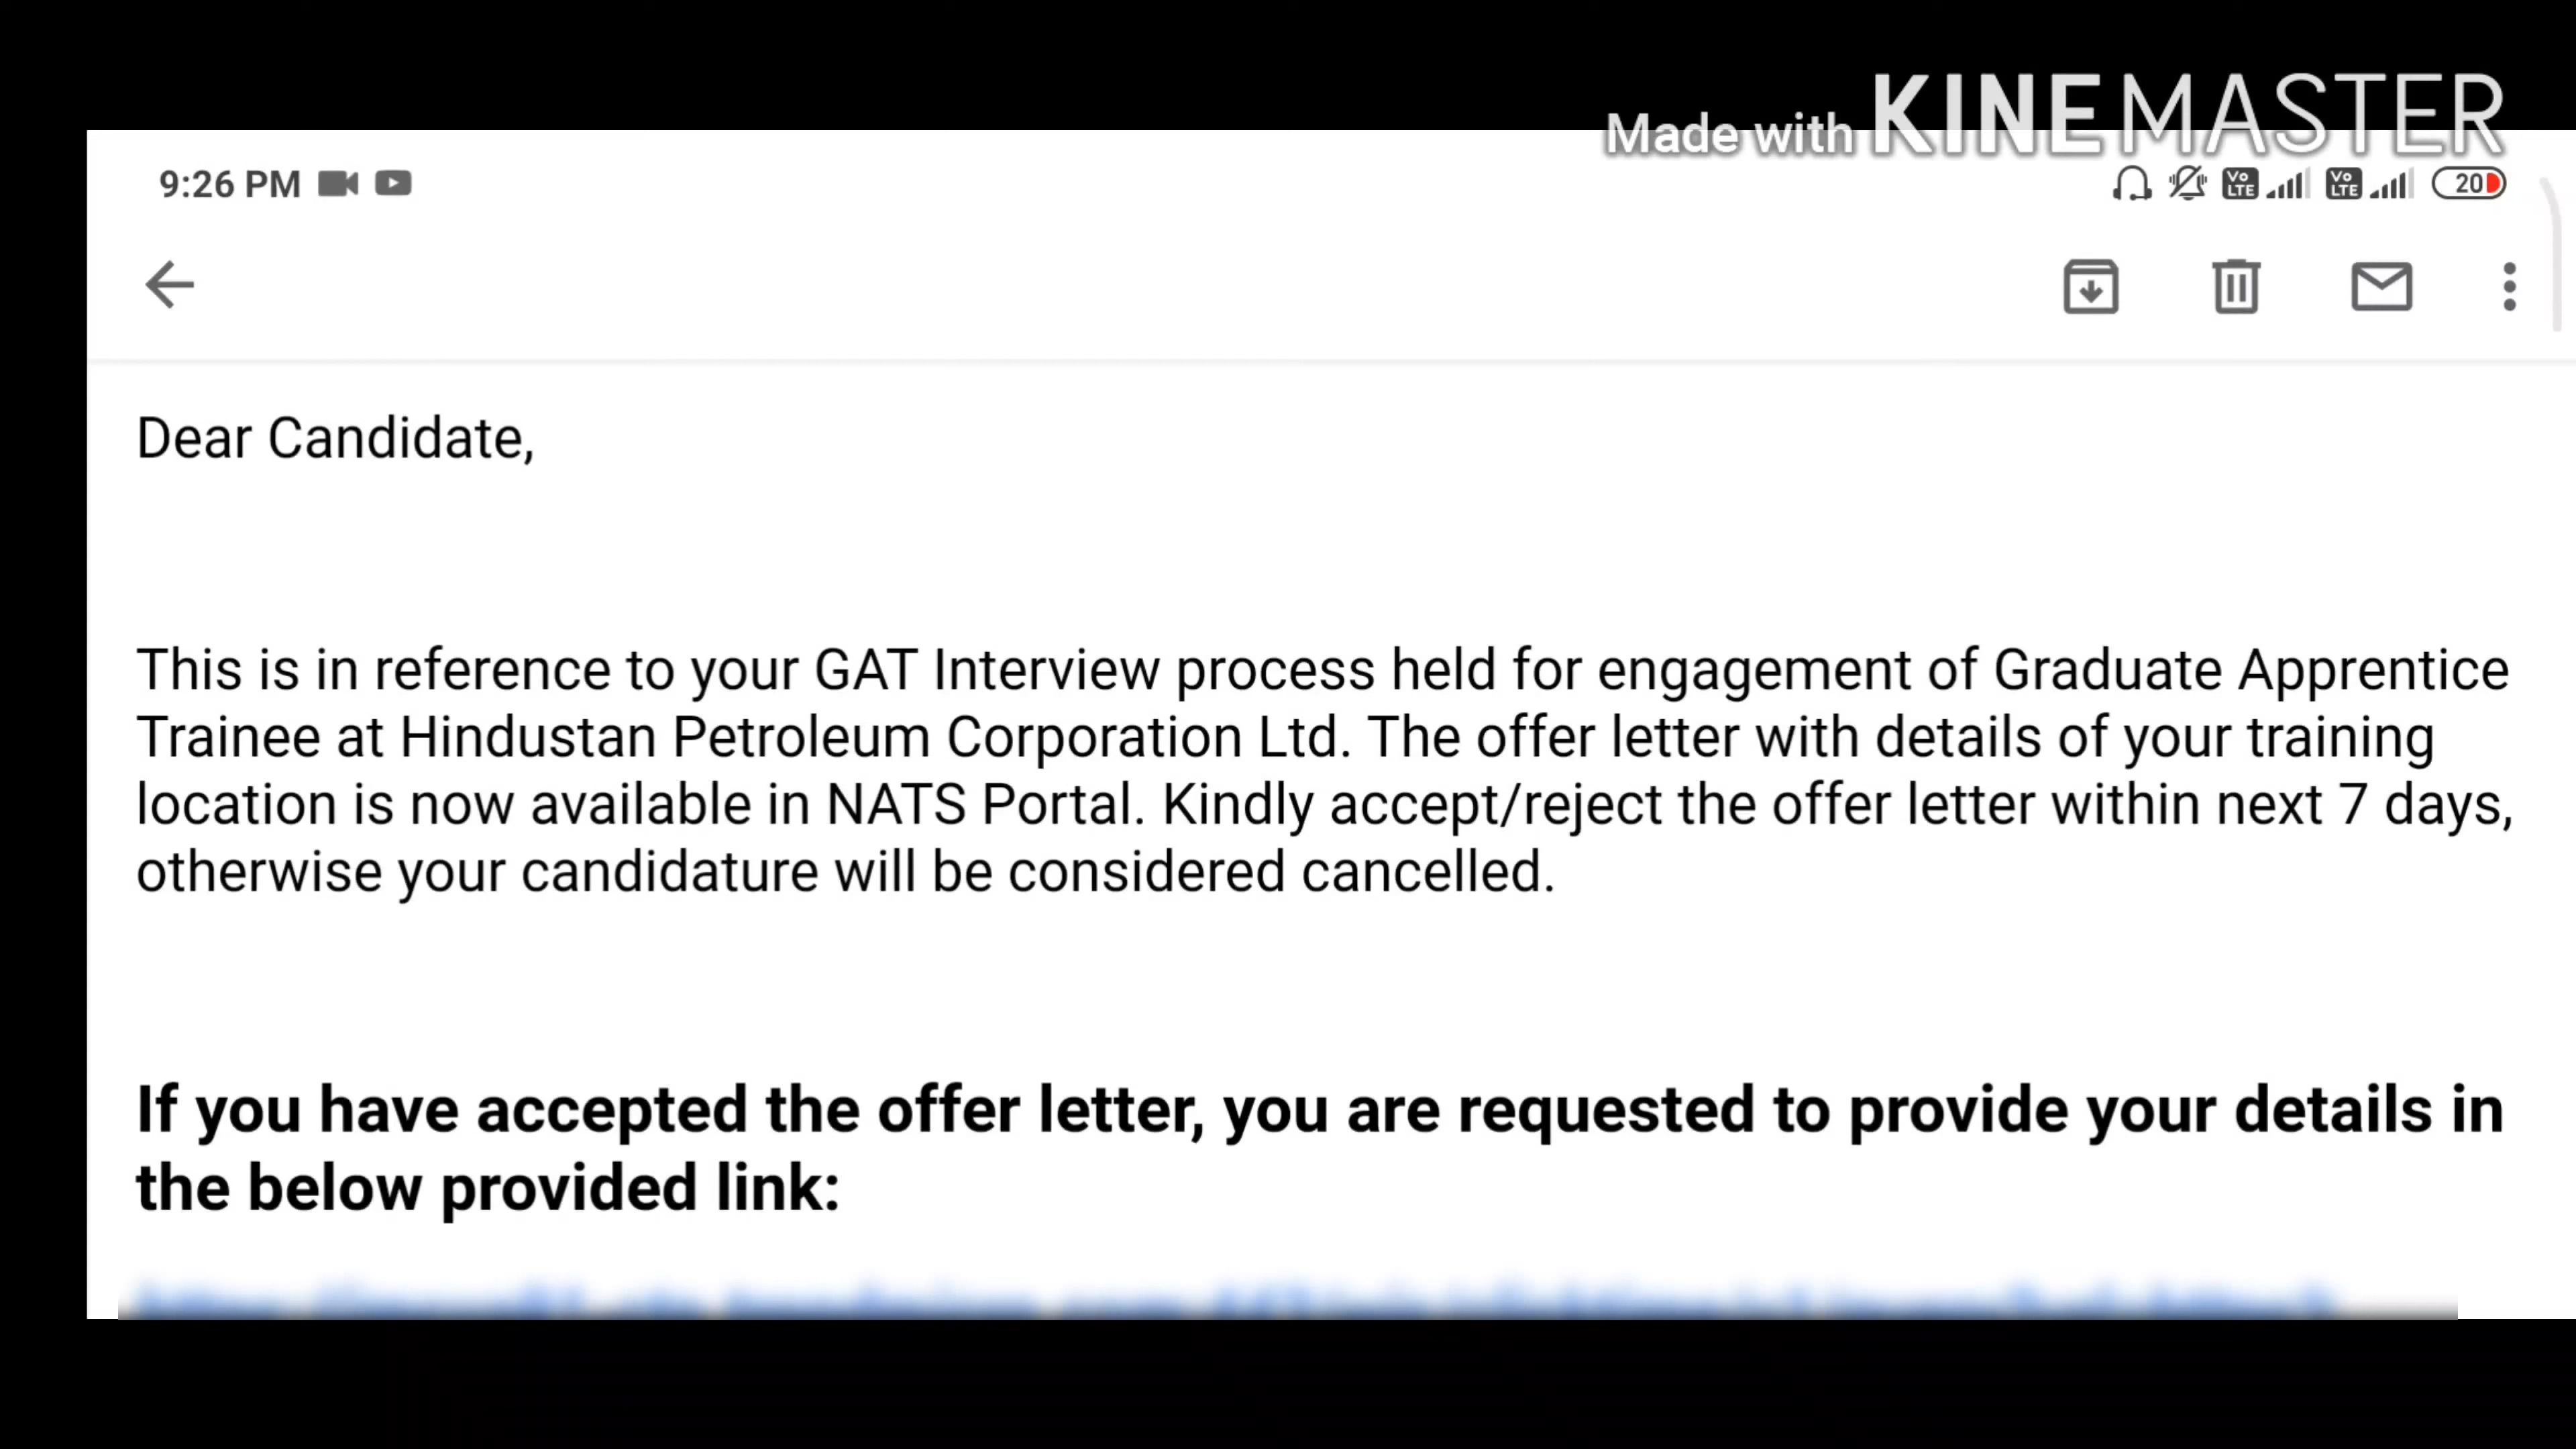 Made with KINEMASTER
9:26 PM
Vo LTE Vo LTE 20
Dear Candidate,
This is in reference to your GAT Interview process held for engagement of Graduate Apprentice
Trainee at Hindustan Petroleum Corporation Ltd. The offer letter with details of your training
location is now available in NATS Portal. Kindly accept/reject the offer letter within next 7 days,
otherwise your candidature will be considered cancelled.
If you have accepted the offer letter, you are requested to provide your details in
the below provided link: